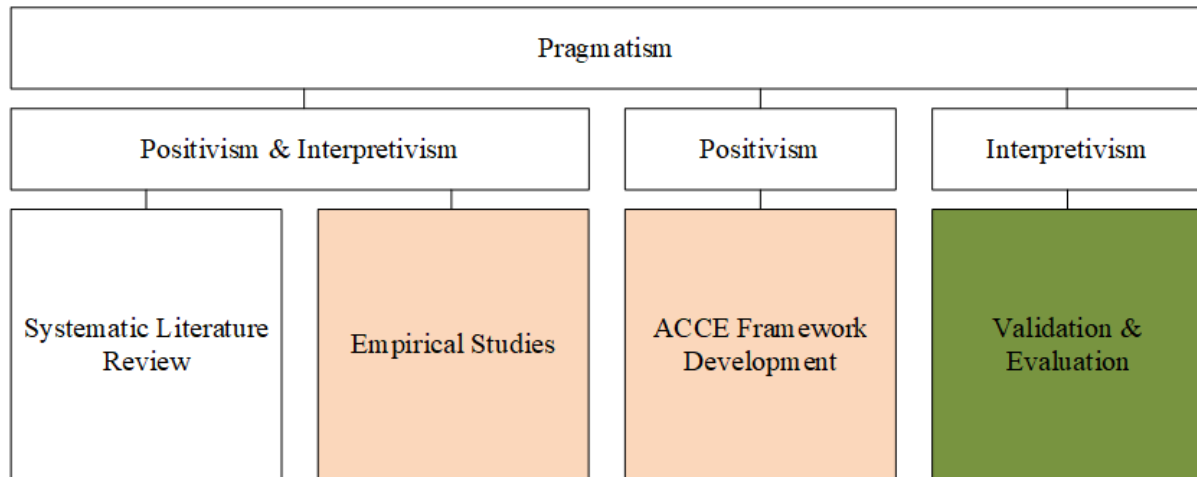 Pragmatism
Positivism & Interpretivism
Positivism
Interpretivism
Systematic Literature
Review
Empirical Studies
ACCE Framework
Development
Validation &
Evaluation